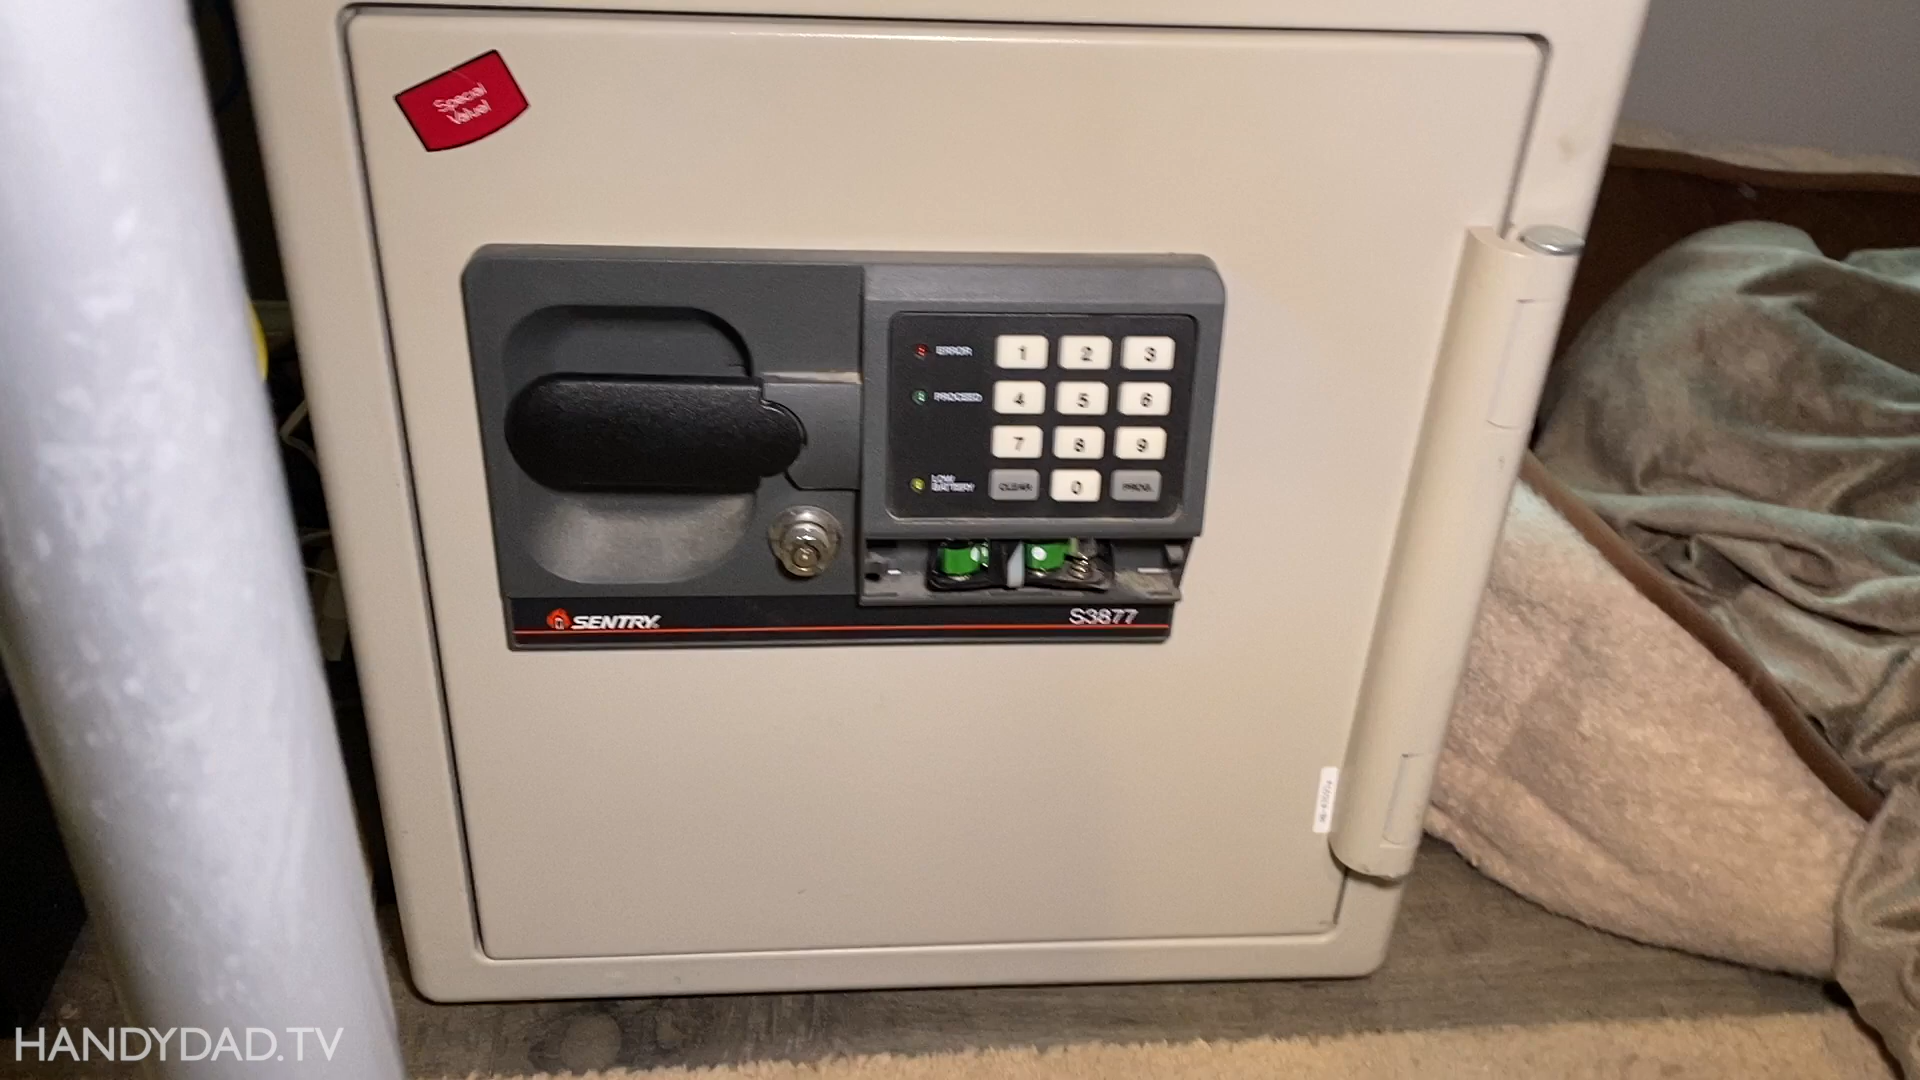 Special
Value!
ERROR
1 2 3
PROCEED
4 5 6
7 8 9
LOW
BATTERY
CLEAR 0 PROG.
SENTRY
S3877
HANDYDAD.TV